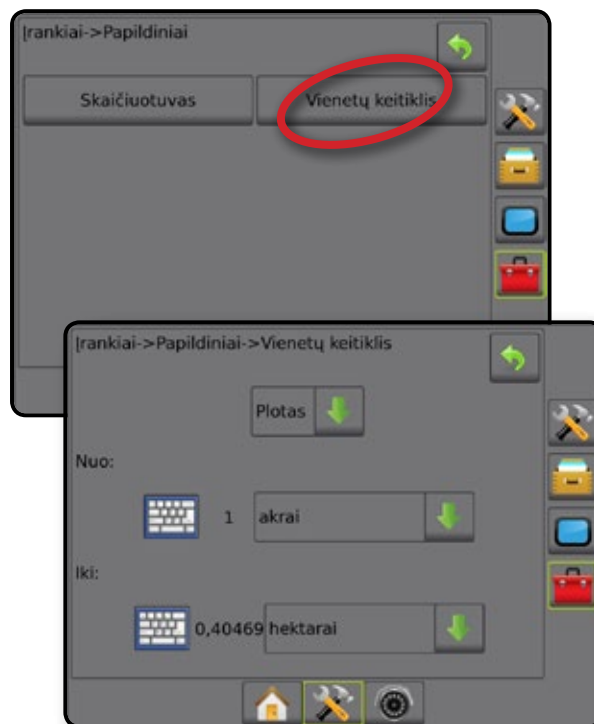 Įrankiai->Papildiniai
Skaičiuotuvas
Vienetų keitiklis
Įrankiai->Papildiniai->Vienetų keitiklis
Plotas
Nuo:
1 akrai
Iki:
0,40469 hektarai